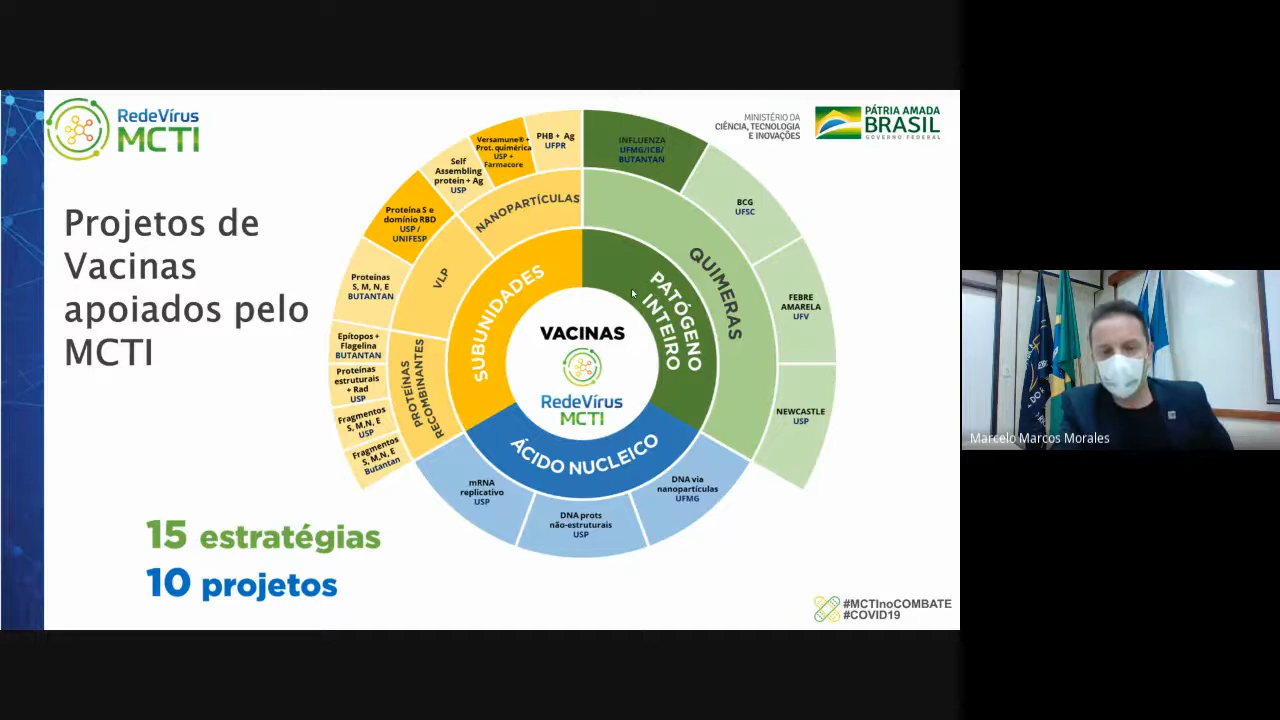 RedeVírus
MCTI
Projetos de
Vacinas
apoiados pelo
MCTI
15 estratégias
10 projetos
VACINAS
RedeVírus
MCTI
SUBUNIDADES
PATÓGENO
INTEIRO
ÁCIDO NUCLEICO
NANOPARTÍCULAS
VLP
PROTEÍNAS
RECOMBINANTES
QUIMERAS
PHB + Ag
UFPR
Versamune® +
Prot. quimérica
USP +
Farmacore
Self
Assembling
protein + Ag
USP
Proteína S e
domínio RBD
USP /
UNIFESP
Proteínas
S, M, N, E
BUTANTAN
Epítopos +
Flagelina
BUTANTAN
Proteínas
estruturais
+ Rad
USP
Fragmentos
S, M,N, E
USP
Fragmentos
S, M,N, E
Butantan
INFLUENZA
UFMG/ICB/
BUTANTAN
BCG
UFSC
FEBRE
AMARELA
UFV
NEWCASTLE
USP
DNA via
nanopartículas
UFMG
DNA prots
não-estruturais
USP
mRNA
replicativo
USP
MINISTÉRIO DA
CIÊNCIA, TECNOLOGIA
E INOVAÇÕES
PÁTRIA AMADA
BRASIL
GOVERNO FEDERAL
#MCTInoCOMBATE
#COVID19
Marcelo Marcos Morales